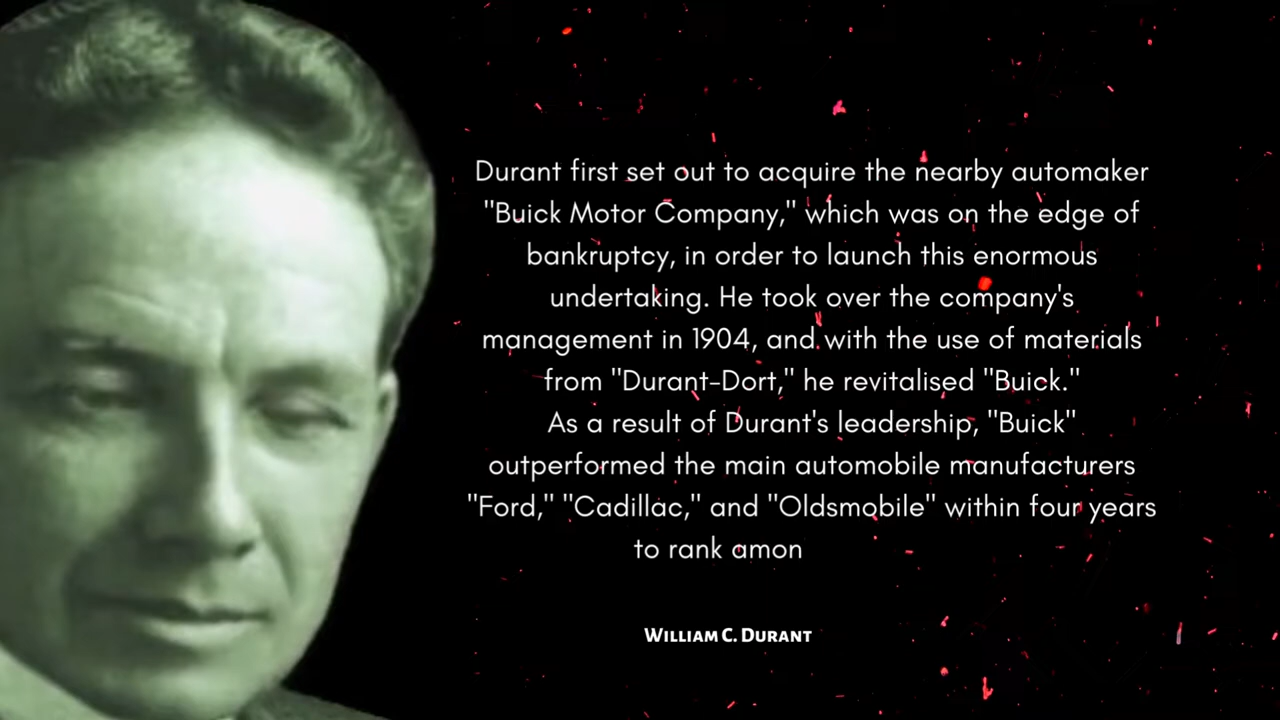 Durant first set out to acquire the nearby automaker
"Buick Motor Company," which was on the edge of
bankruptcy, in order to launch this enormous
undertaking. He took over the company's
management in 1904, and with the use of materials
from "Durant-Dort," he revitalised "Buick."
As a result of Durant's leadership, "Buick"
outperformed the main automobile manufacturers
"Ford," "Cadillac," and "Oldsmobile" within four years
to rank amon
William C. Durant